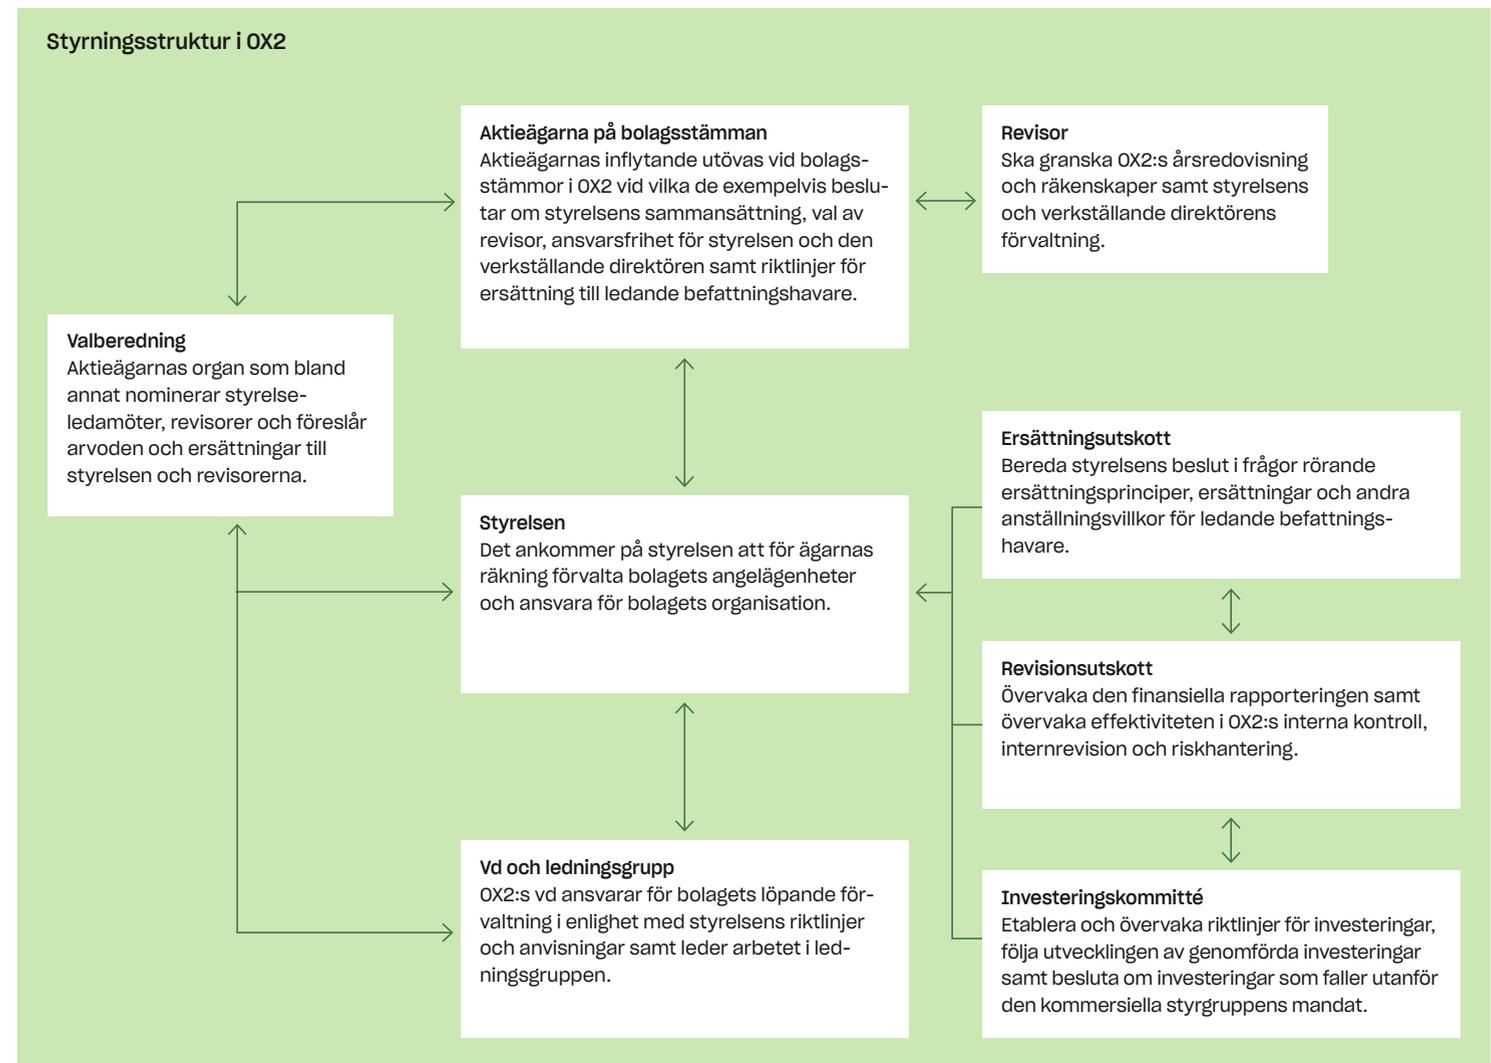 Styrningsstruktur i OX2
Aktieägarna på bolagsstämman
Aktieägarnas inflytande utövas vid bolags-
stämmor i OX2 vid vilka de exempelvis beslu-
tar om styrelsens sammansättning, val av
revisor, ansvarsfrihet för styrelsen och den
verkställande direktören samt riktlinjer för
ersättning till ledande befattningshavare.
Revisor
Ska granska OX2:s årsredovisning
och räkenskaper samt styrelsens
och verkställande direktörens
förvaltning.
Valberedning
Aktieägarnas organ som bland
annat nominerar styrelse-
ledamöter, revisorer och föreslår
arvoden och ersättningar till
styrelsen och revisorerna.
Ersättningsutskott
Bereda styrelsens beslut i frågor rörande
ersättningsprinciper, ersättningar och andra
anställningsvillkor för ledande befattnings-
havare.
Styrelsen
Det ankommer på styrelsen att för ägarnas
räkning förvalta bolagets angelägenheter
och ansvara för bolagets organisation.
Revisionsutskott
Övervaka den finansiella rapporteringen samt
övervaka effektiviteten i OX2:s interna kontroll,
internrevision och riskhantering.
Vd och ledningsgrupp
OX2:s vd ansvarar för bolagets löpande för-
valtning i enlighet med styrelsens riktlinjer
och anvisningar samt leder arbetet i led-
ningsgruppen.
Investeringskommitté
Etablera och övervaka riktlinjer för investeringar,
följa utvecklingen av genomförda investeringar
samt besluta om investeringar som faller utanför
den kommersiella styrgruppens mandat.